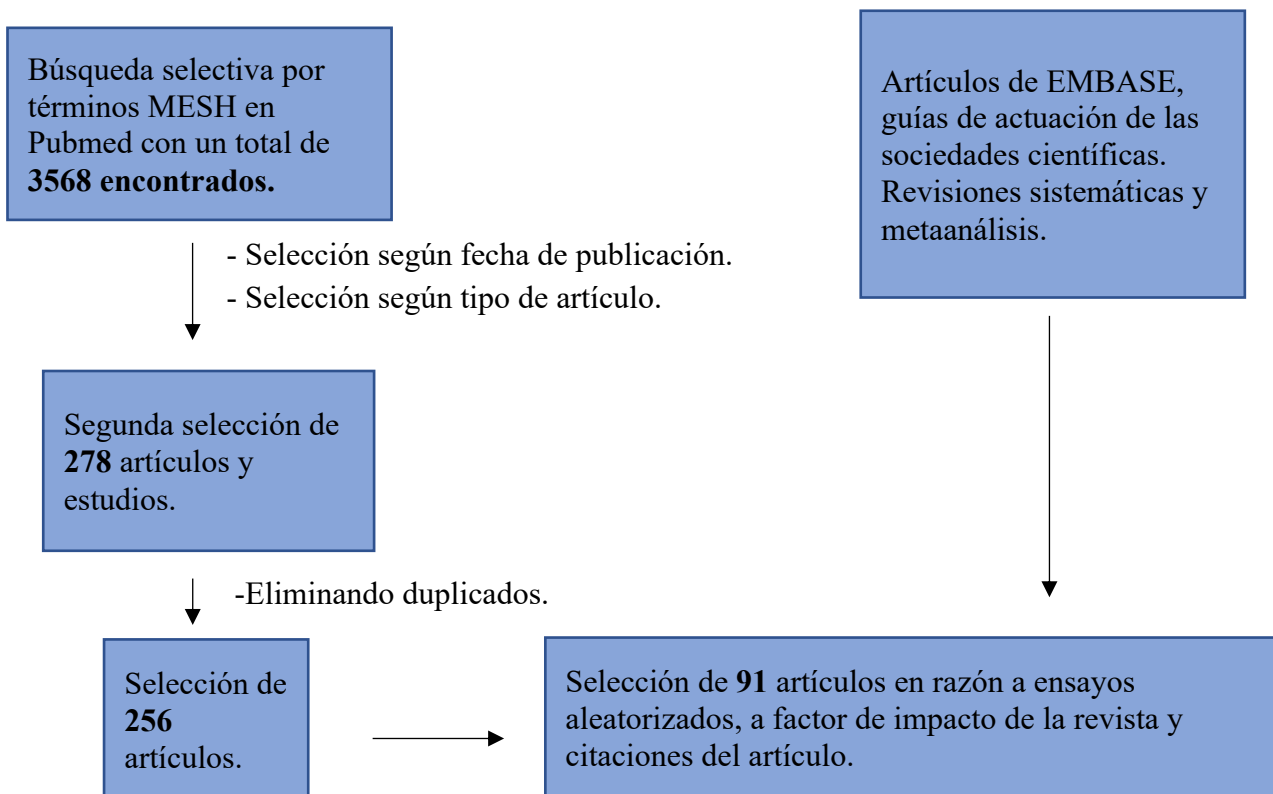 Búsqueda selectiva por
términos MESH en
Pubmed con un total de
3568 encontrados.
Artículos de EMBASE,
guías de actuación de las
sociedades científicas.
Revisiones sistemáticas y
metaanálisis.
- Selección según fecha de publicación.
- Selección según tipo de artículo.
Segunda selección de
278 artículos y
estudios.
-Eliminando duplicados.
Selección de
256
artículos.
Selección de 91 artículos en razón a ensayos
aleatorizados, a factor de impacto de la revista y
citaciones del artículo.